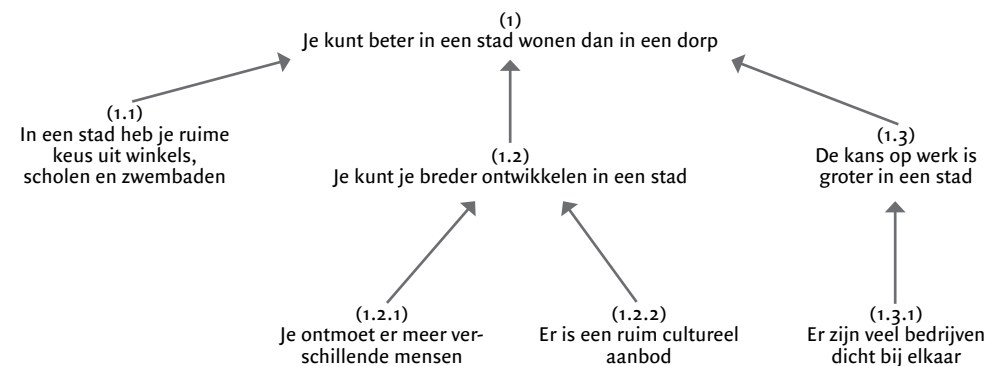 (1)
Je kunt beter in een stad wonen dan in een dorp
(1.1)
In een stad heb je ruime
keus uit winkels,
scholen en zwembaden
(1.2)
Je kunt je breder ontwikkelen in een stad
(1.3)
De kans op werk is
groter in een stad
(1.2.1)
Je ontmoet er meer ver-
schillende mensen
(1.2.2)
Er is een ruim cultureel
aanbod
(1.3.1)
Er zijn veel bedrijven
dicht bij elkaar